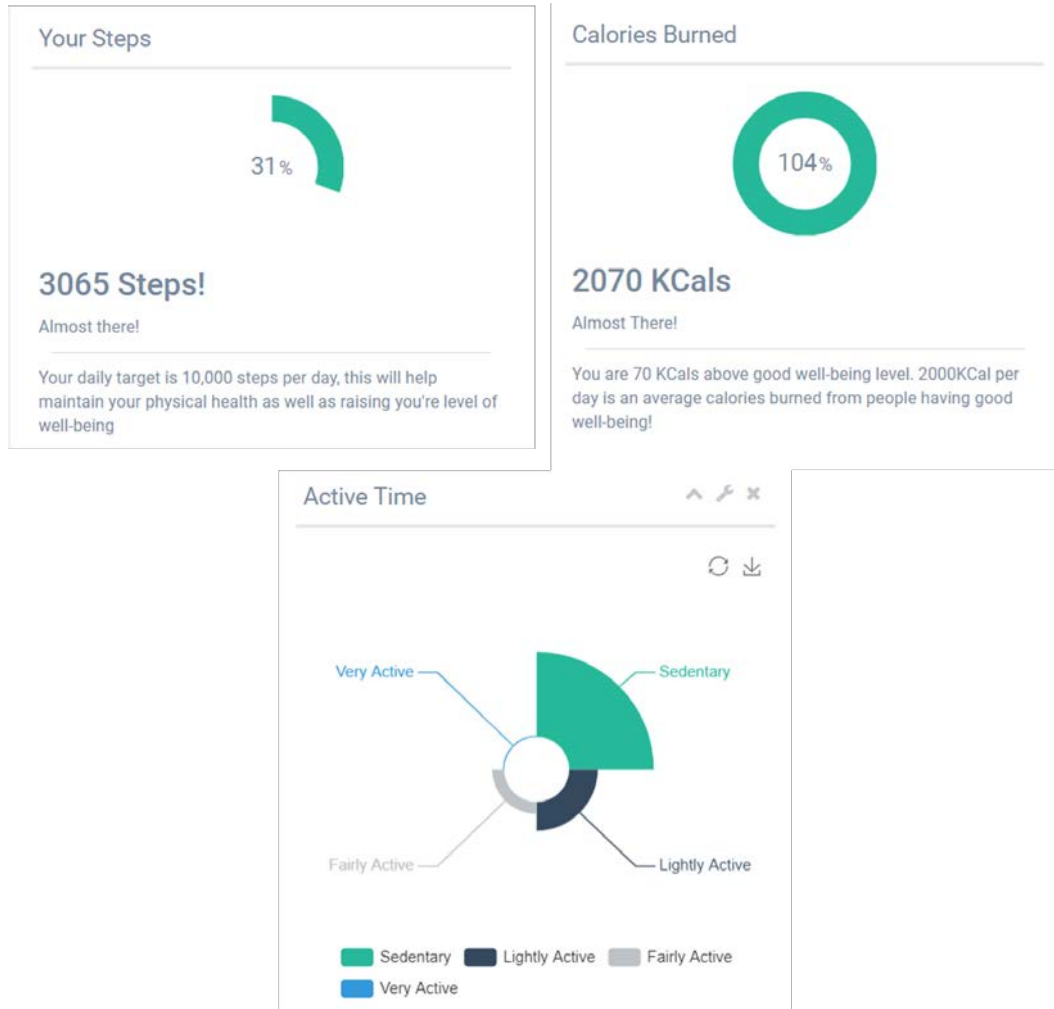 Your Steps
31%
3065 Steps!
Almost there!
Your daily target is 10,000 steps per day, this will help
maintain your physical health as well as raising you're level of
well-being
Calories Burned
104%
2070 KCals
Almost There!
You are 70 KCals above good well-being level. 2000KCal per
day is an average calories burned from people having good
well-being!
Active Time
Very Active
Sedentary
Fairly Active
Lightly Active
Sedentary Lightly Active Fairly Active
Very Active